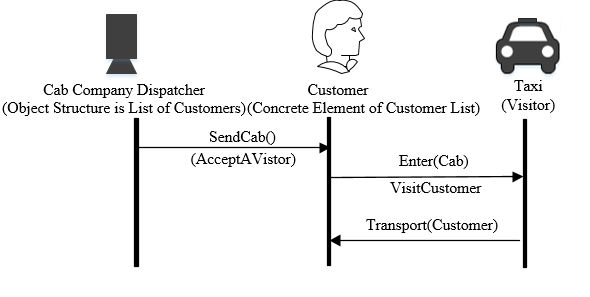 Cab Company Dispatcher
(Object Structure is List of Customers)
Customer
(Concrete Element of Customer List)
Taxi
(Visitor)
SendCab()
(AcceptAVistor)
Enter(Cab)
VisitCustomer
Transport(Customer)